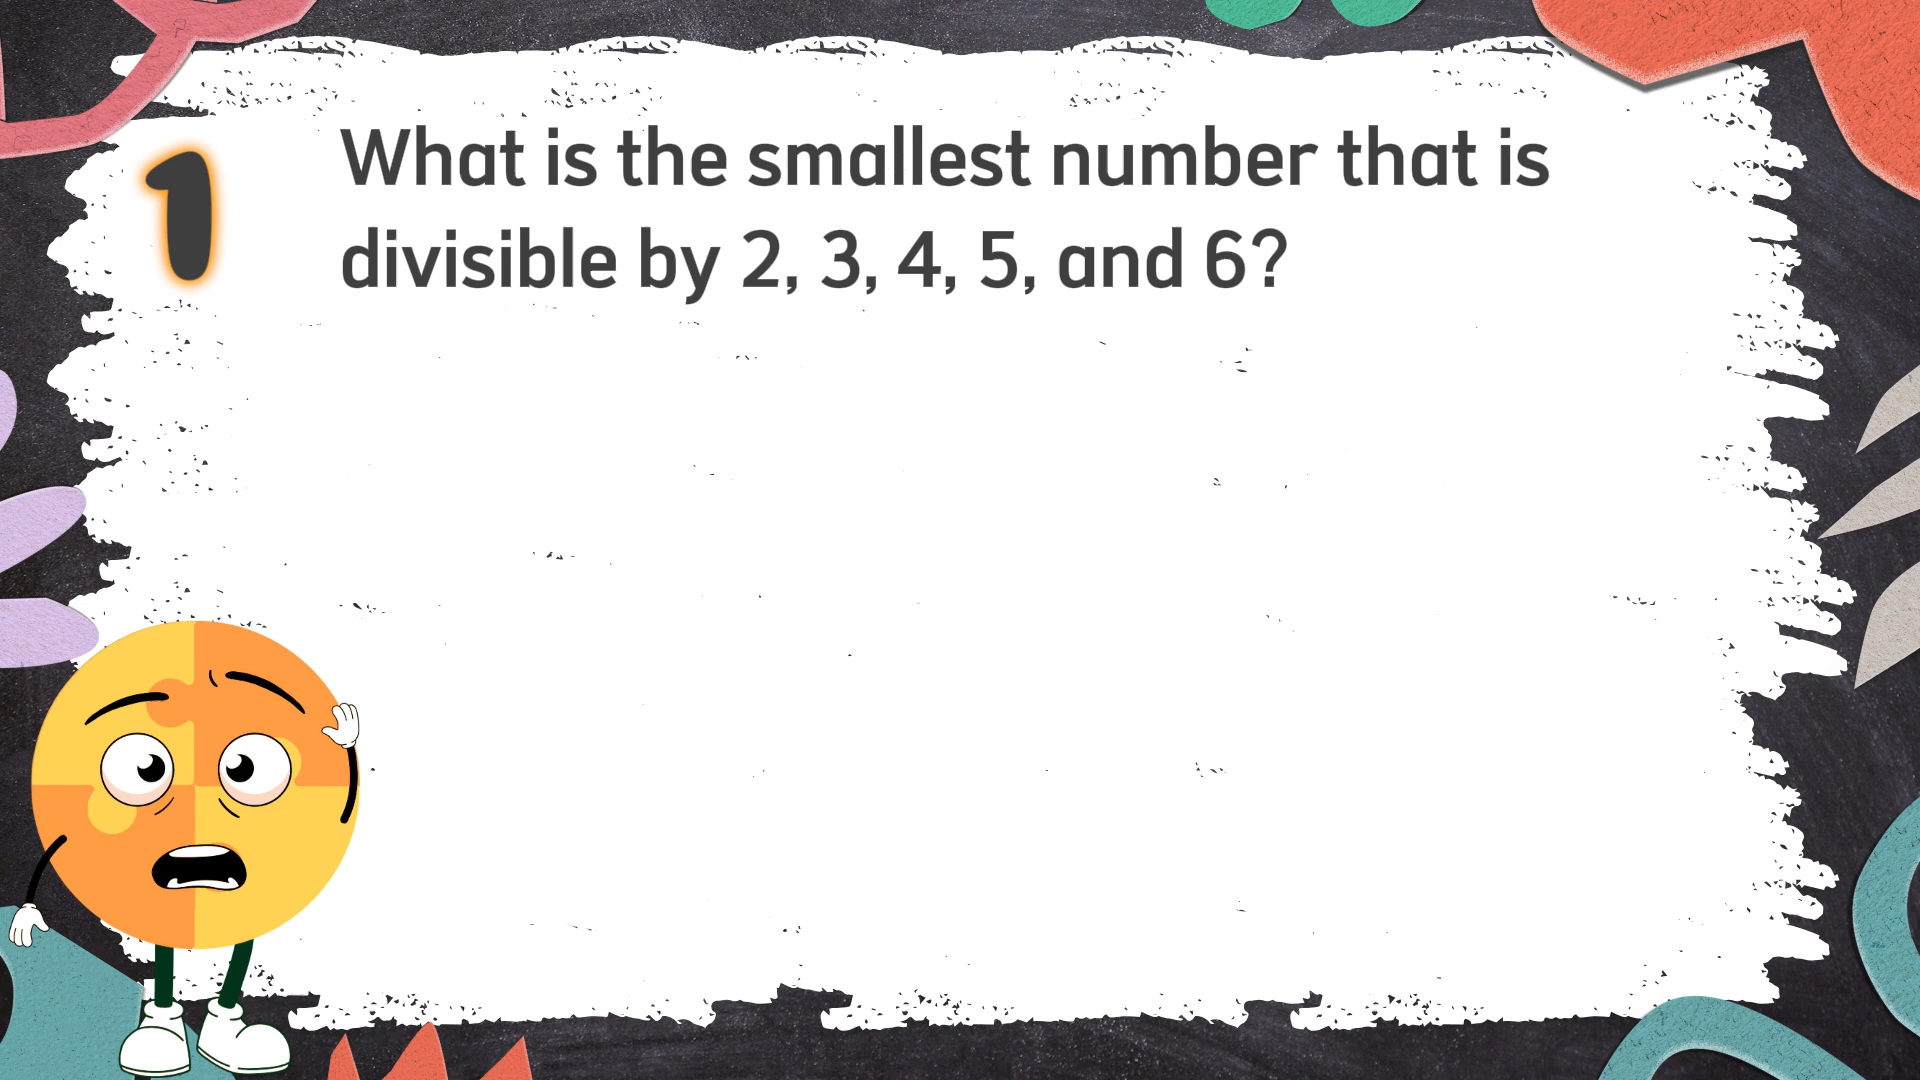 1
What is the smallest number that is
divisible by 2, 3, 4, 5, and 6?